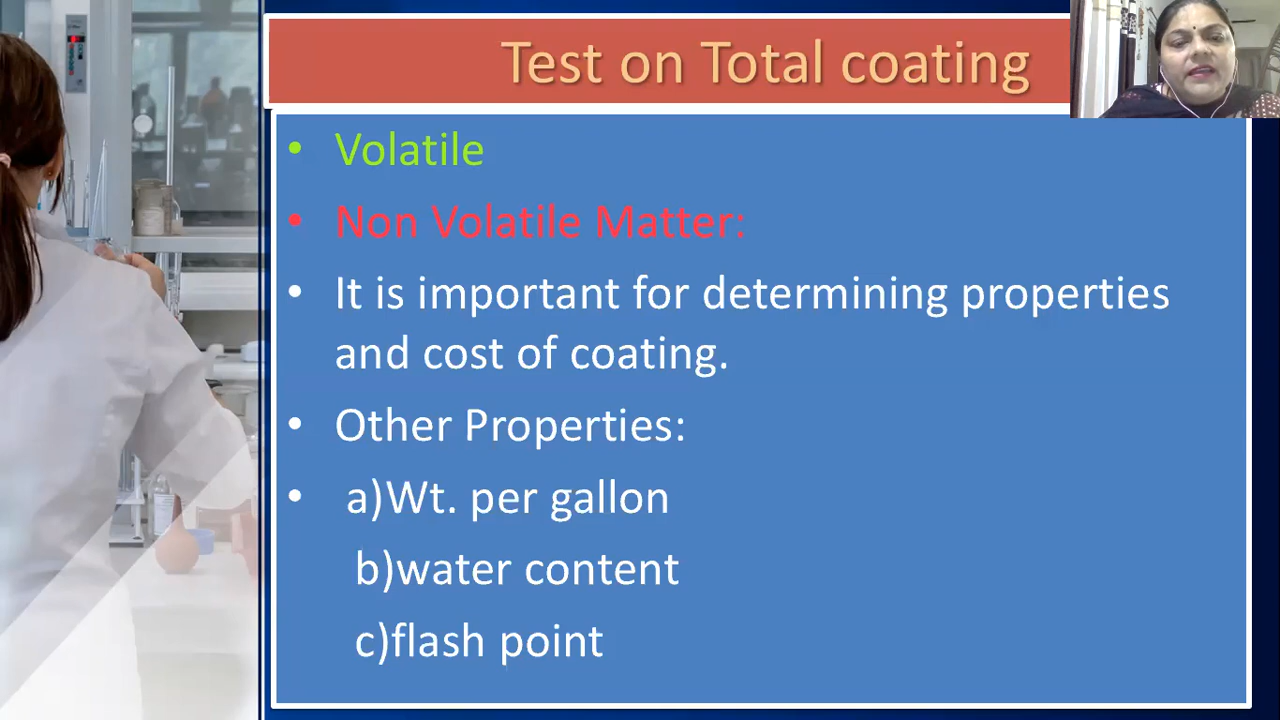 Test on Total coating
• Volatile
• Non Volatile Matter:
• It is important for determining properties
and cost of coating.
• Other Properties:
• a)Wt. per gallon
b)water content
c)flash point